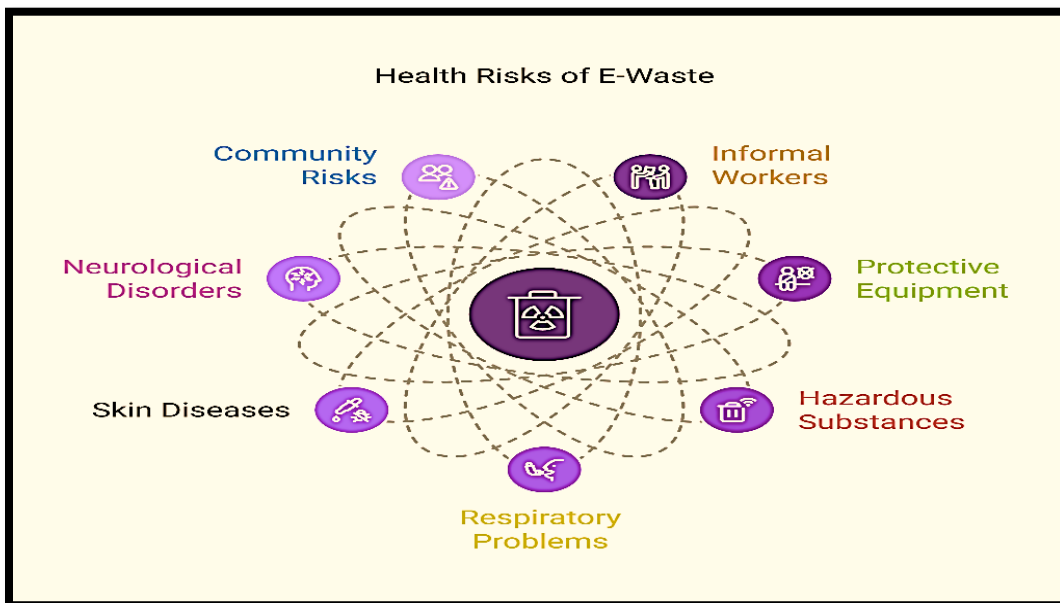 Health Risks of E-Waste
Community
Risks
Informal
Workers
Neurological
Disorders
Protective
Equipment
Skin Diseases
Hazardous
Substances
Respiratory
Problems